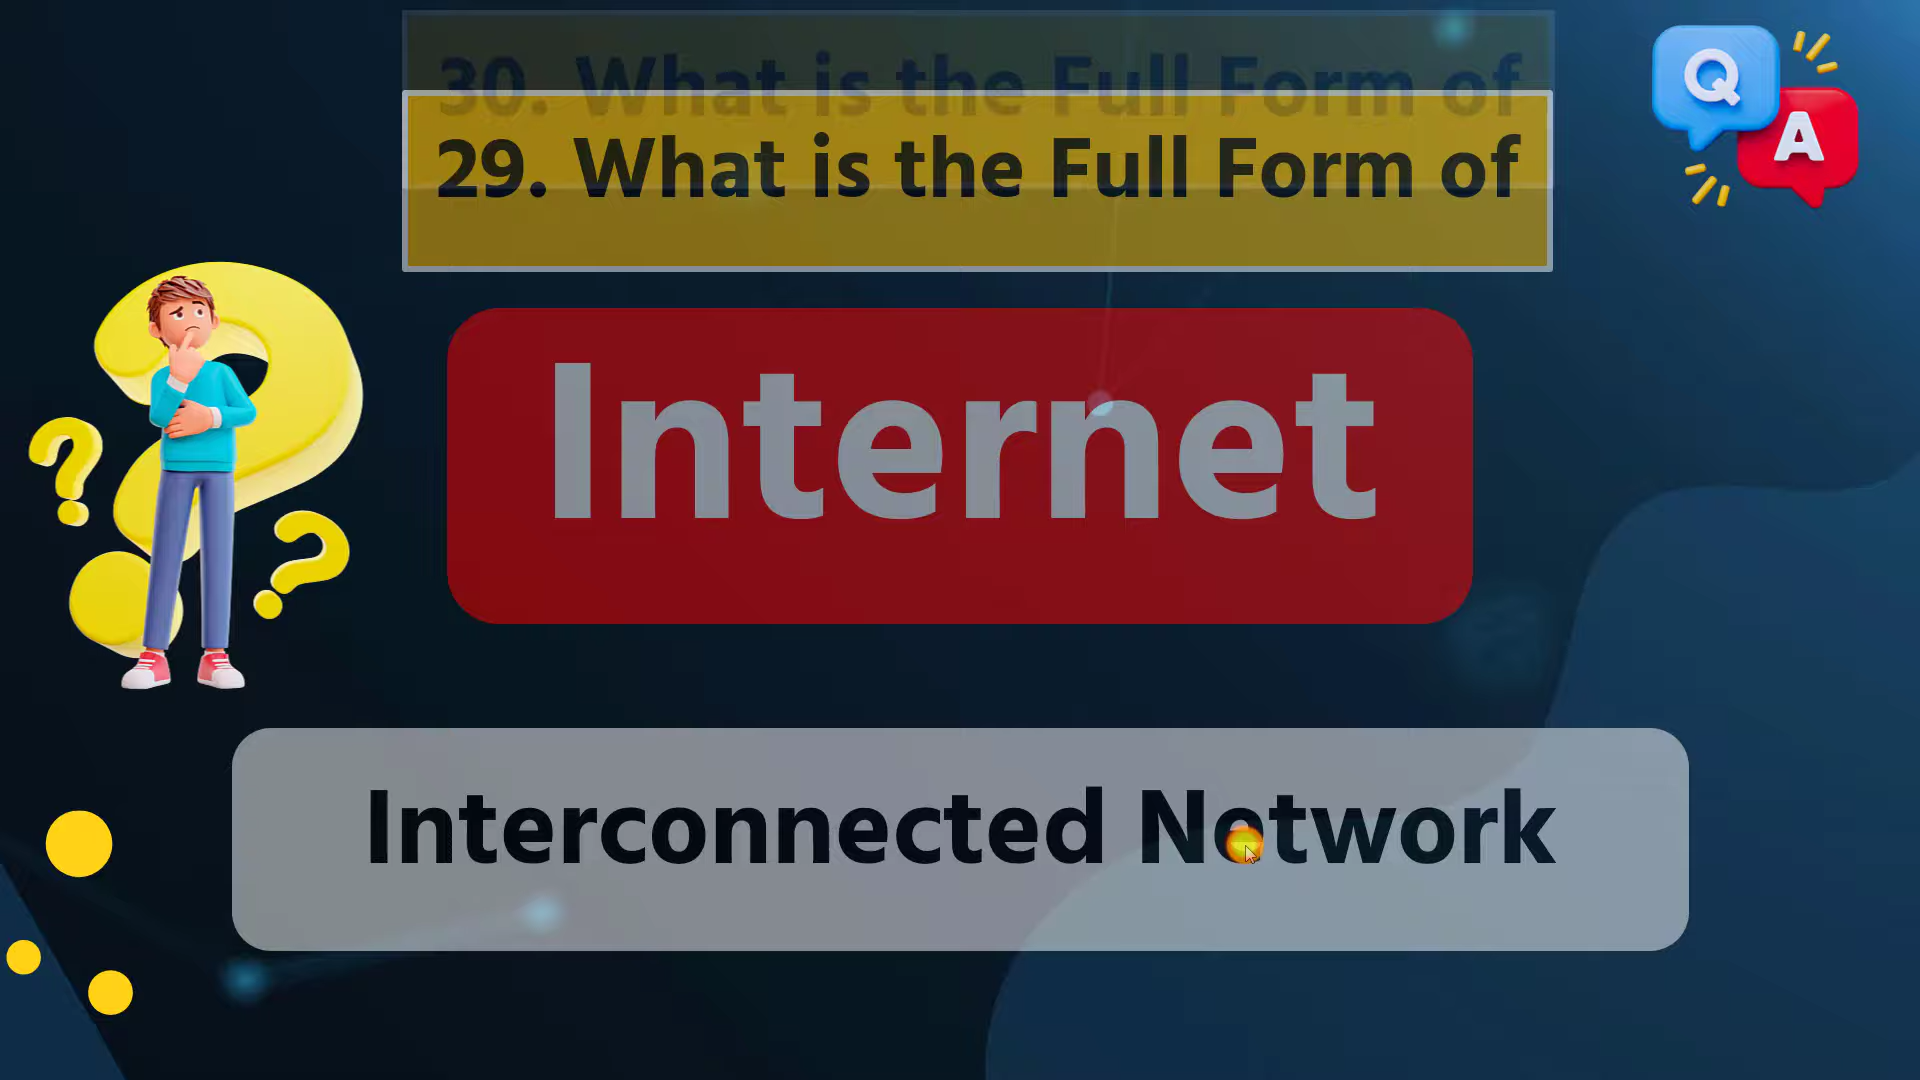 30. What is the Full Form of
29. What is the Full Form of
Q
A
Internet
Interconnected Network